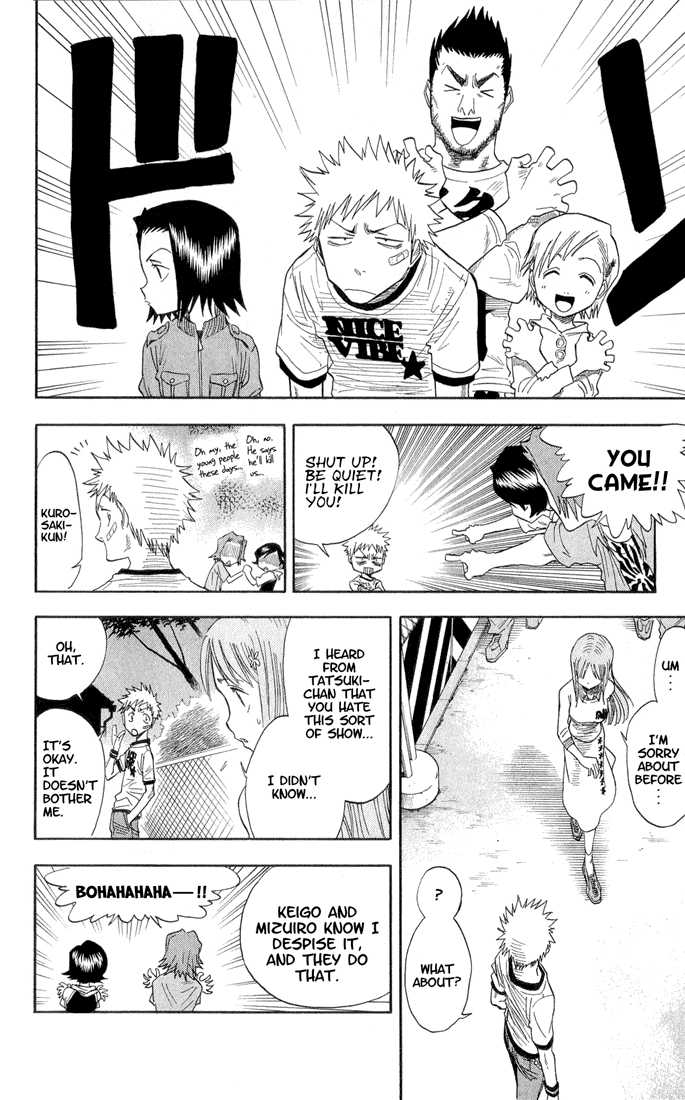 ドン
NICE
VIBE
YOU
CAME!!
SHUT UP!
BE QUIET!
I'LL KILL
YOU!
Oh, no.
He says
he'll kill
us...
Oh my, the
young people
these days...
KURO-
SAKI-
KUN!
UM
...
I'M
SORRY
ABOUT
BEFORE
...
?
WHAT
ABOUT?
I HEARD
FROM
TATSUKI-
CHAN THAT
YOU HATE
THIS SORT
OF SHOW...
I DIDN'T
KNOW...
OH,
THAT.
IT'S
OKAY.
IT
DOESN'T
BOTHER
ME.
KEIGO AND
MIZUIRO KNOW I
DESPISE IT,
AND THEY DO
THAT.
BOHAHAHAHA—!!